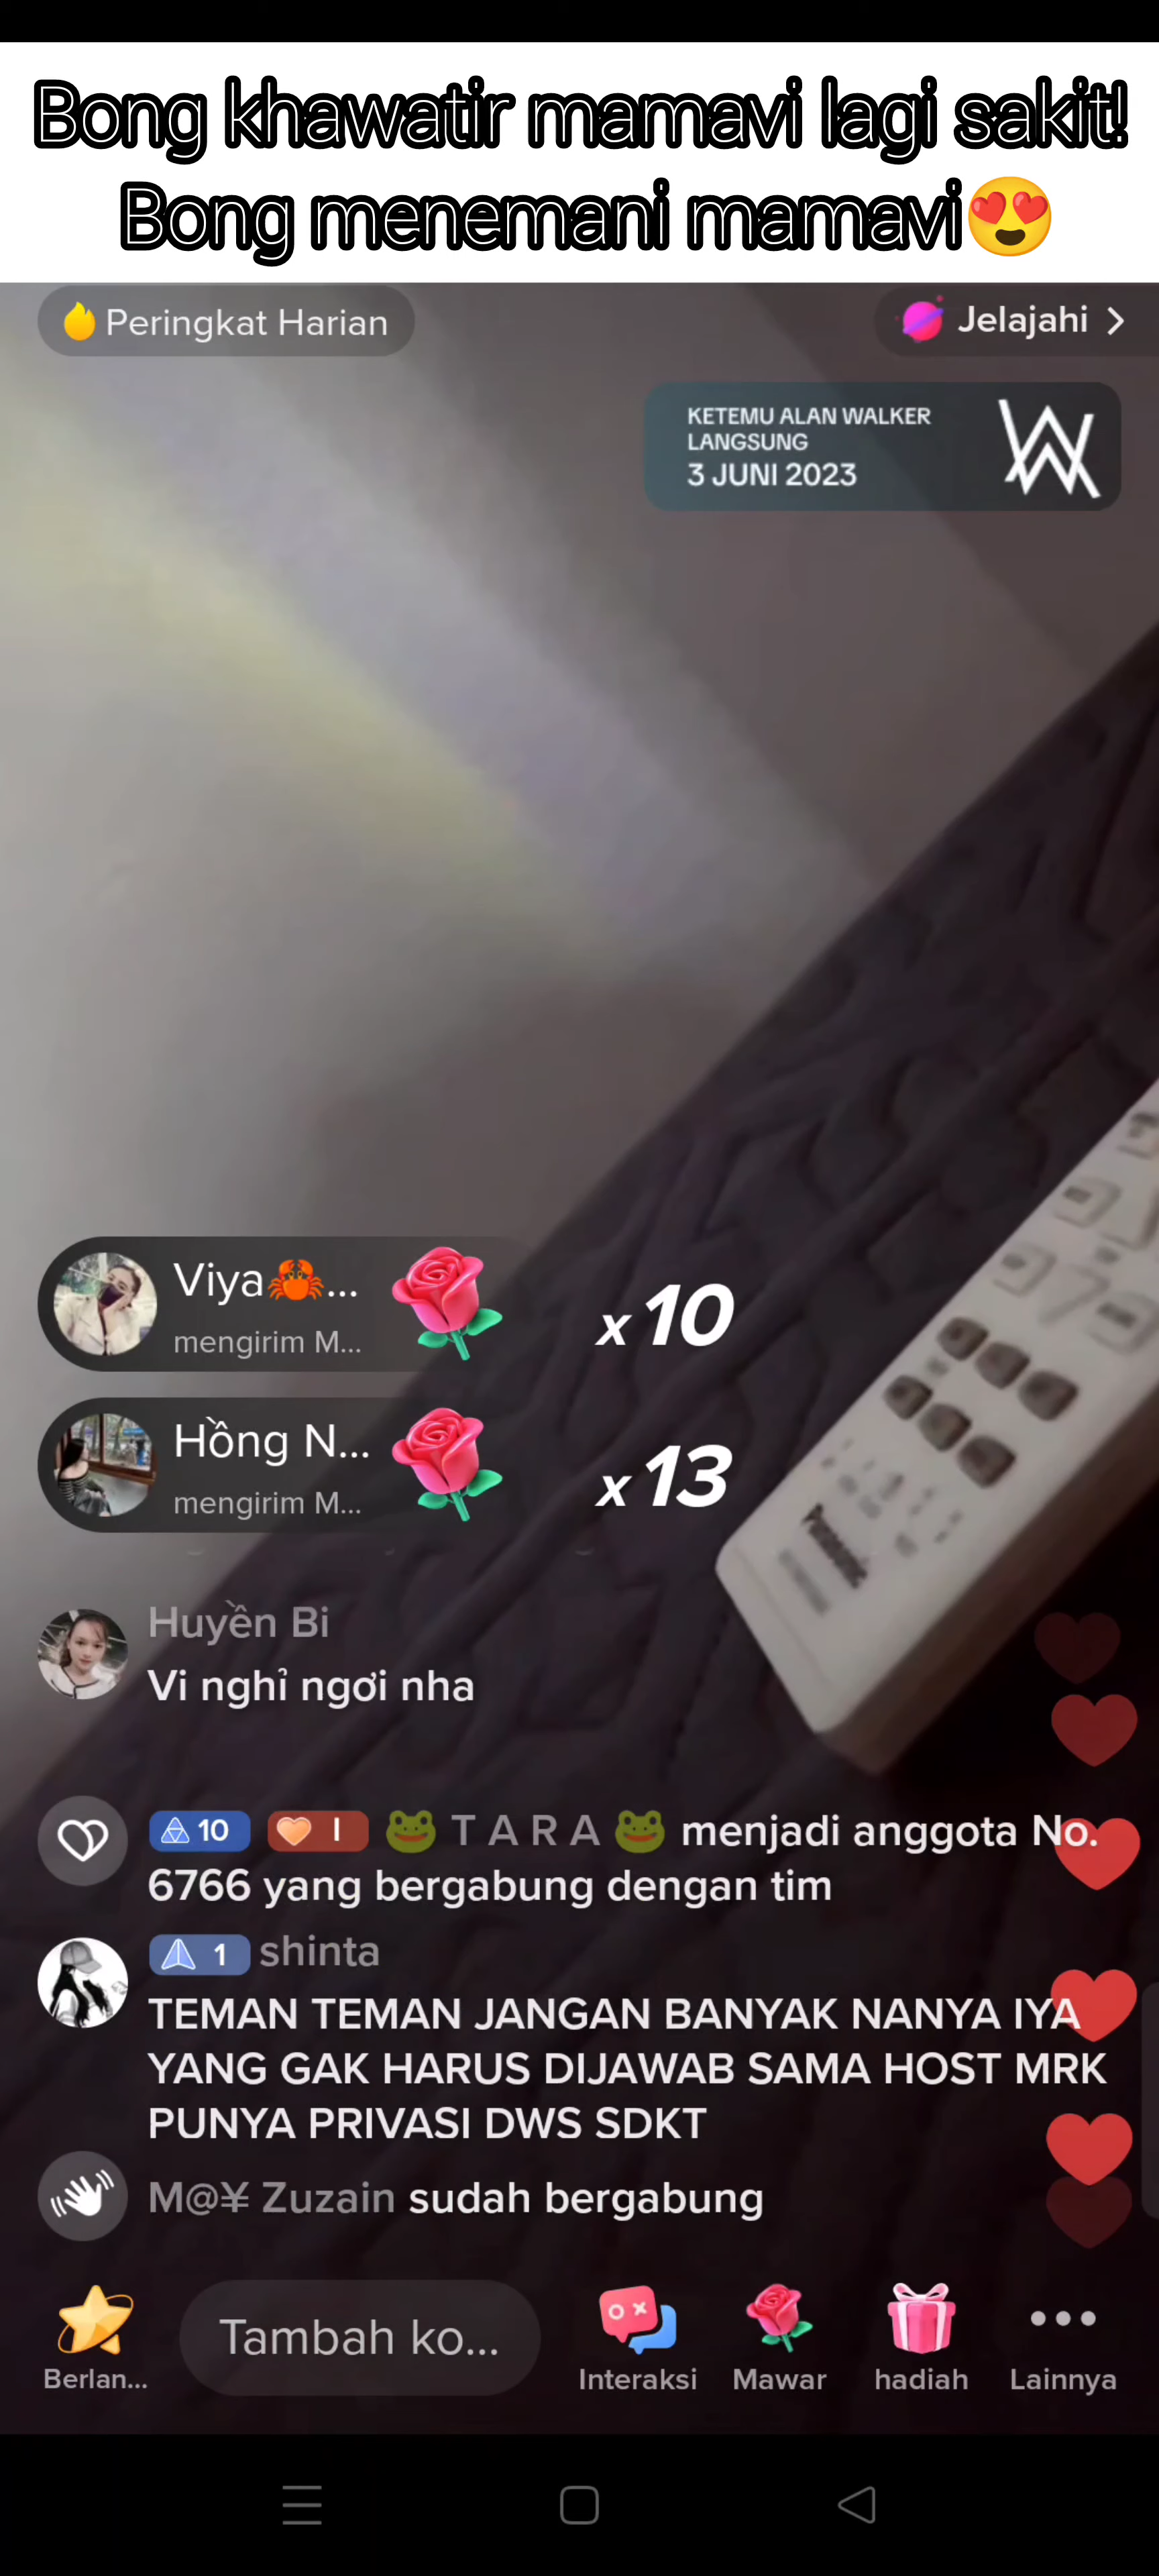 Bong khawatir mamavi lagi sakit!
Bong menemani mamavi😍
Peringkat Harian
Jelajahi >
KETEMU ALAN WALKER
LANGSUNG
3 JUNI 2023
Viya🦀...
mengirim M...
x 10
Hồng N...
mengirim M...
x 13
Panasonic
Huyền Bi
Vi nghỉ ngơi nha
10 I 🐸 T A R A 🐸 menjadi anggota No.
6766 yang bergabung dengan tim
1 shinta
TEMAN TEMAN JANGAN BANYAK NANYA IYA
YANG GAK HARUS DIJAWAB SAMA HOST MRK
PUNYA PRIVASI DWS SDKT
M@¥ Zuzain sudah bergabung
Berlan...
Tambah ko...
Interaksi
Mawar
hadiah
Lainnya